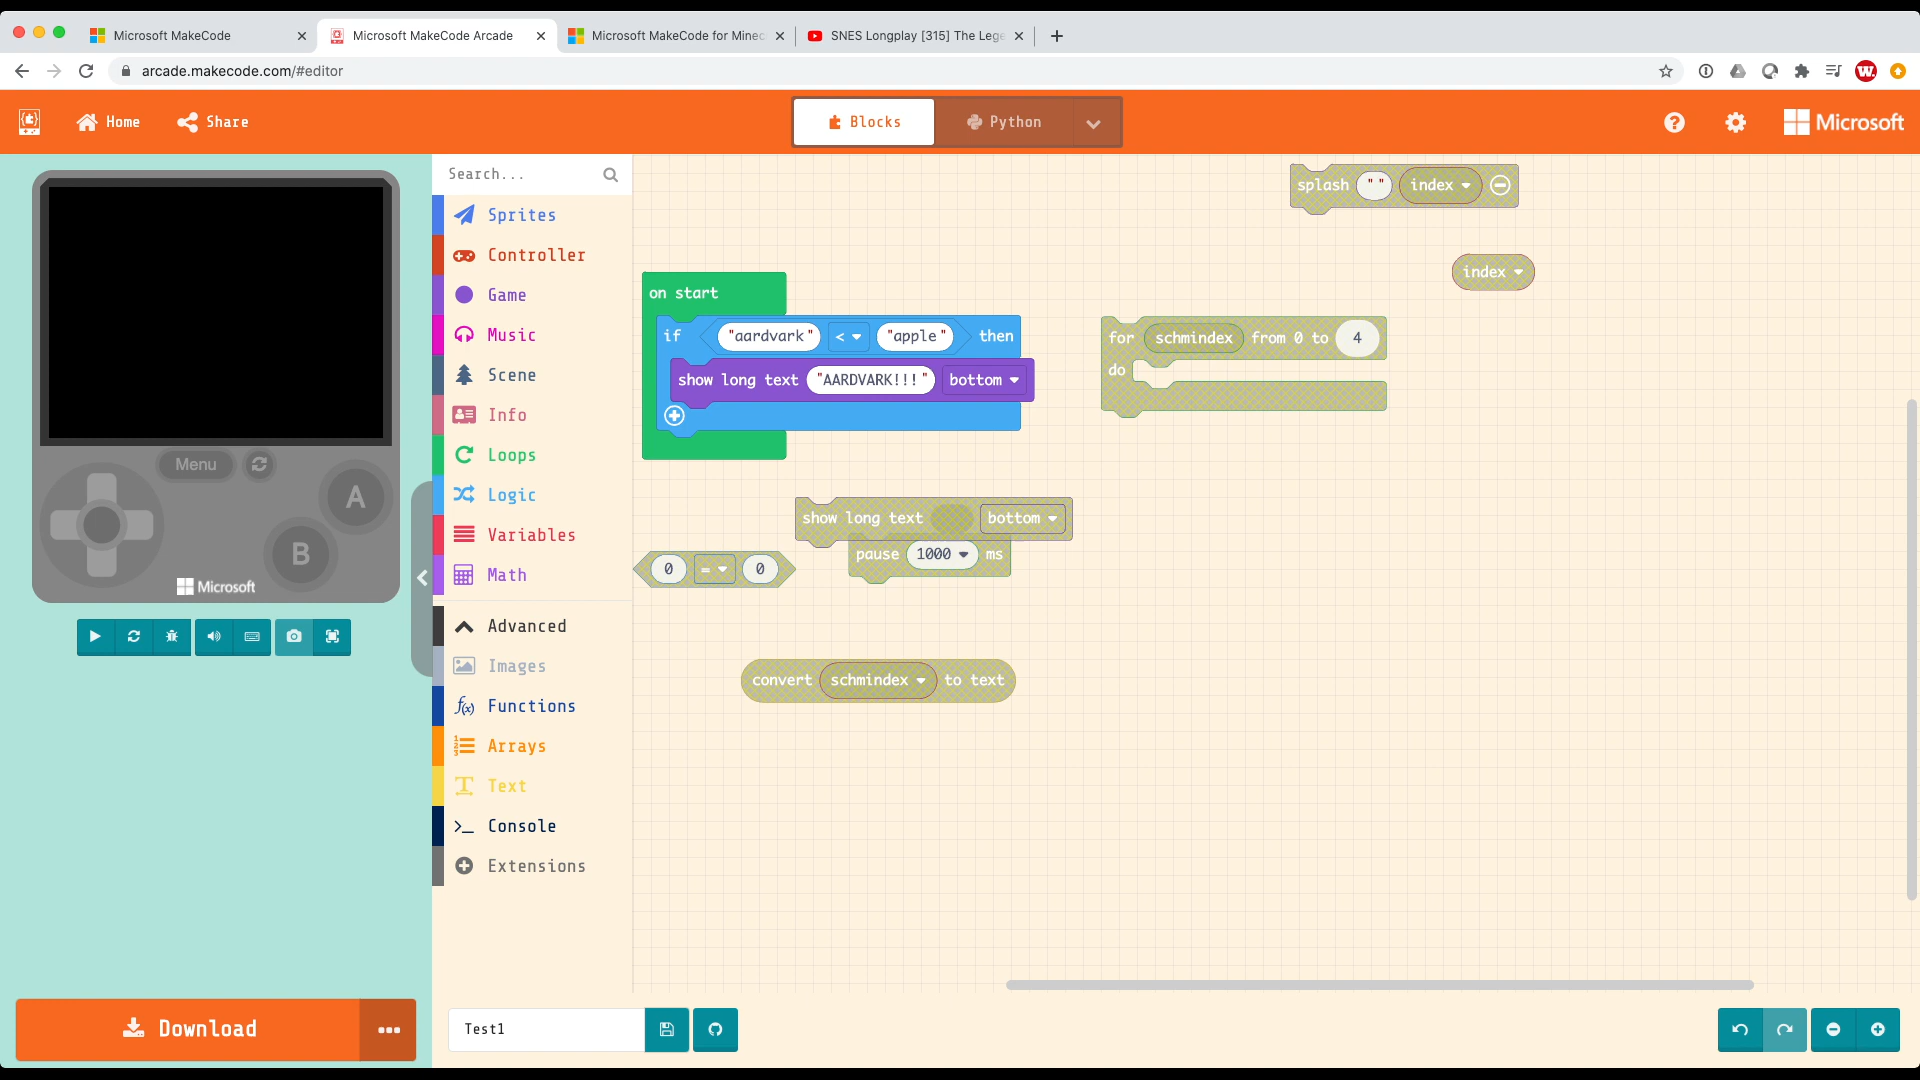 Microsoft MakeCode
Microsoft MakeCode Arcade
Microsoft MakeCode for Minec
SNES Longplay [315] The Lege
arcade.makecode.com/#editor
W.
Home
Share
Blocks
Python
Microsoft
Search...
Sprites
Controller
Game
Music
Scene
Info
Loops
Logic
Variables
Math
Advanced
Images
Functions
Arrays
Text
Console
Extensions
Menu
A
B
Microsoft
splash " " index
index
on start
if "aardvark" < "apple" then
show long text "AARDVARK!!!" bottom
for schmindex from 0 to 4
do
show long text bottom
pause 1000 ms
0 = 0
convert schmindex to text
Download
Test1